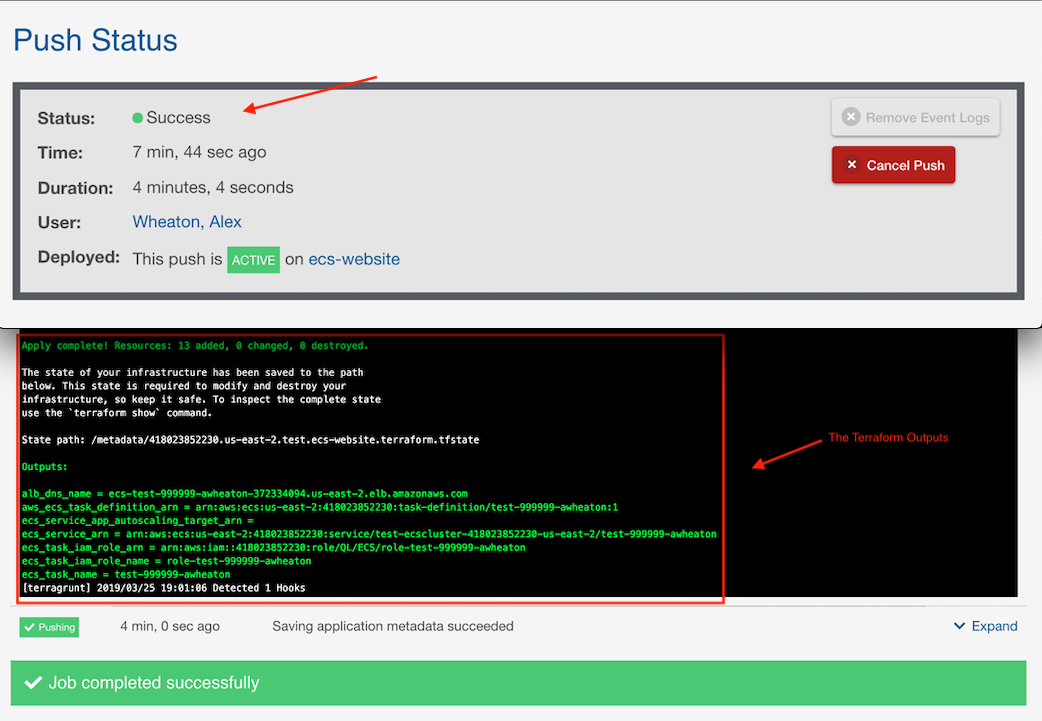 Push Status
Status: Success
Remove Event Logs
Time: 7 min, 44 sec ago
Cancel Push
Duration: 4 minutes, 4 seconds
User: Wheaton, Alex
Deployed: This push is ACTIVE on ecs-website
Apply complete! Resources: 13 added, 0 changed, 0 destroyed.
The state of your infrastructure has been saved to the path
below. This state is required to modify and destroy your
infrastructure, so keep it safe. To inspect the complete state
use the `terraform show` command.
State path: /metadata/418023852230.us-east-2.test.ecs-website.terraform.tfstate
The Terraform Outputs
Outputs:
alb_dns_name = ecs-test-999999-awheaton-372334094.us-east-2.elb.amazonaws.com
aws_ecs_task_definition_arn = arn:aws:ecs:us-east-2:418023852230:task-definition/test-999999-awheaton:1
ecs_service_app_autoscaling_target_arn =
ecs_service_arn = arn:aws:ecs:us-east-2:418023852230:service/test-ecscluster-418023852230-us-east-2/test-999999-awheaton
ecs_task_iam_role_arn = arn:aws:iam::418023852230:role/QL/ECS/role-test-999999-awheaton
ecs_task_iam_role_name = role-test-999999-awheaton
ecs_task_name = test-999999-awheaton
[terragrunt] 2019/03/25 19:01:06 Detected 1 Hooks
Pushing 4 min, 0 sec ago Saving application metadata succeeded Expand
Job completed successfully